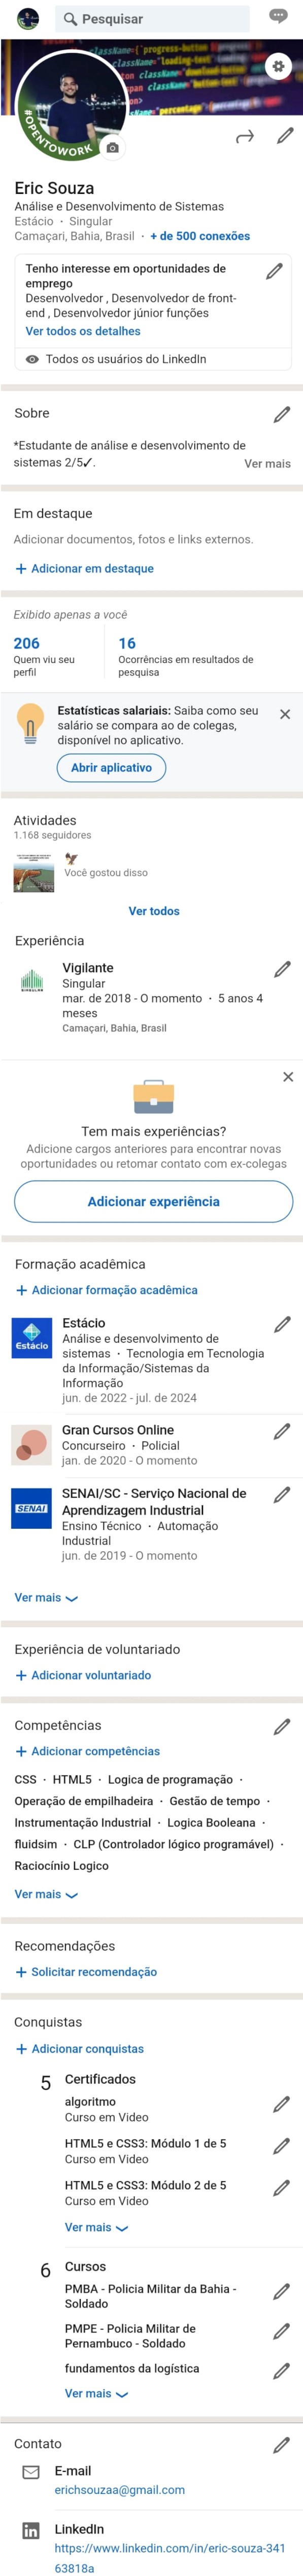 Pesquisar
progress-button
"loading-text"
className=
className="button-
"percentage
#OPENTOWORK
Eric Souza
Análise e Desenvolvimento de Sistemas
Estácio · Singular
Camaçari, Bahia, Brasil · + de 500 conexões
Tenho interesse em oportunidades de
emprego
Desenvolvedor , Desenvolvedor de front-
end , Desenvolvedor júnior funções
Ver todos os detalhes
Todos os usuários do LinkedIn
Sobre
*Estudante de análise e desenvolvimento de
sistemas 2/5✓.
Ver mais
Em destaque
Adicionar documentos, fotos e links externos.
+ Adicionar em destaque
Exibido apenas a você
206
Quem viu seu
perfil
16
Ocorrências em resultados de
pesquisa
Estatísticas salariais: Saiba como seu
salário se compara ao de colegas,
disponível no aplicativo.
Abrir aplicativo
Atividades
1.168 seguidores
Você gostou disso
Ver todos
Experiência
SINGULAR
Vigilante
Singular
mar. de 2018 - O momento · 5 anos 4
meses
Camaçari, Bahia, Brasil
Tem mais experiências?
Adicione cargos anteriores para encontrar novas
oportunidades ou retomar contato com ex-colegas
Adicionar experiência
Formação acadêmica
+ Adicionar formação acadêmica
Estácio
Estácio
Análise e desenvolvimento de
sistemas · Tecnologia em Tecnologia
da Informação/Sistemas da
Informação
jun. de 2022 - jul. de 2024
Gran Cursos Online
Concurseiro · Policial
jan. de 2020 - O momento
SENAI
SENAI/SC - Serviço Nacional de
Aprendizagem Industrial
Ensino Técnico · Automação
Industrial
jun. de 2019 - O momento
Ver mais
Experiência de voluntariado
+ Adicionar voluntariado
Competências
+ Adicionar competências
CSS · HTML5 · Logica de programação ·
Operação de empilhadeira · Gestão de tempo ·
Instrumentação Industrial · Logica Booleana ·
fluidsim · CLP (Controlador lógico programável) ·
Raciocínio Logico
Ver mais
Recomendações
+ Solicitar recomendação
Conquistas
+ Adicionar conquistas
5 Certificados
algoritmo
Curso em Video
HTML5 e CSS3: Módulo 1 de 5
Curso em Video
HTML5 e CSS3: Módulo 2 de 5
Curso em Video
Ver mais
6 Cursos
PMBA - Policia Militar da Bahia -
Soldado
PMPE - Policia Militar de
Pernambuco - Soldado
fundamentos da logística
Ver mais
Contato
E-mail
erichsouzaa@gmail.com
LinkedIn
https://www.linkedin.com/in/eric-souza-341
63818a